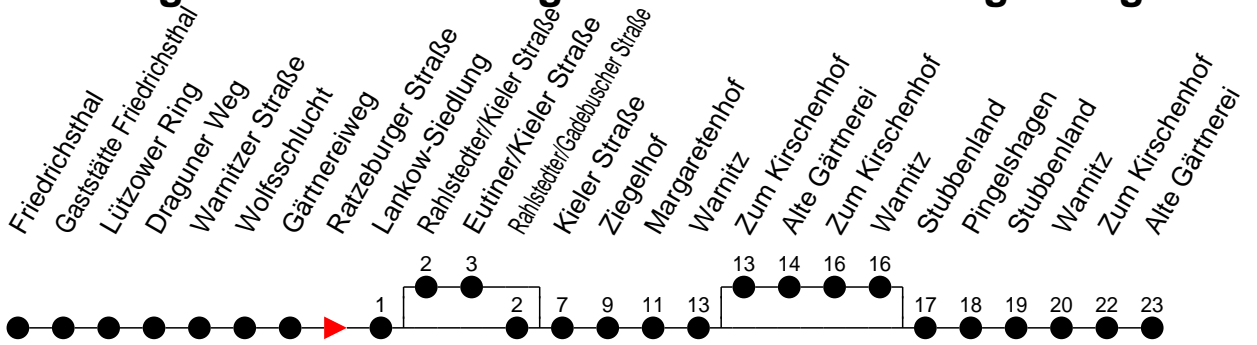 Friedrichsthal
Gaststätte Friedrichsthal
Lützower Ring
Draguner Weg
Warnitzer Straße
Wolfsschlucht
Gärtnereiweg
Ratzeburger Straße
Lankow-Siedlung
Rahlstedter/Kieler Straße
Eutiner/Kieler Straße
Rahlstedter/Gadebuscher Straße
Kieler Straße
Ziegelhof
Margaretenhof
Warnitz
Zum Kirschenhof
Alte Gärtnerei
Zum Kirschenhof
Warnitz
Stubbenland
Pingelshagen
Stubbenland
Warnitz
Zum Kirschenhof
Alte Gärtnerei
2 3 13 14 16 16
1 2 7 9 11 13 17 18 19 20 22 23